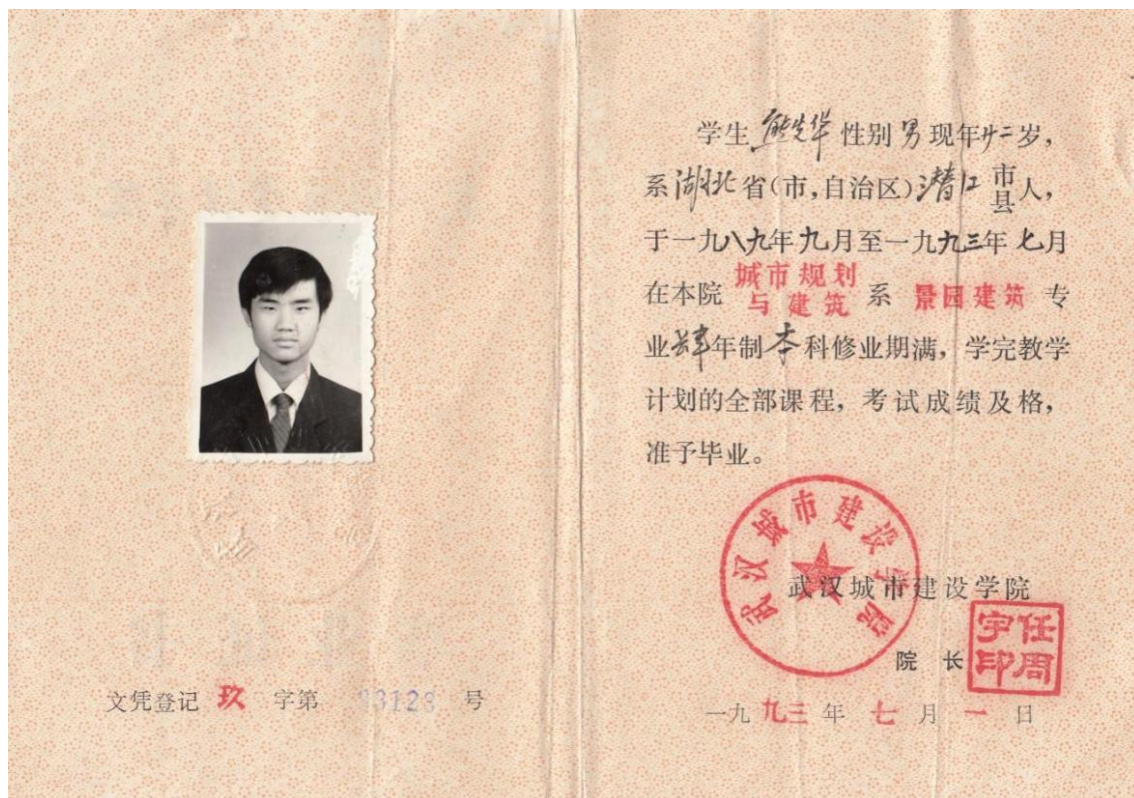 文凭登记 玖 字第 93123 号
学生 熊先华 性别 男 现年 廿二 岁，
系 湖北 省(市，自治区) 潜江 市县人，
于一九八九年九月至一九九三年七月
在本院 城市规划与建筑 系 景园建筑 专
业 肆 年制 本 科修业期满，学完教学
计划的全部课程，考试成绩及格，
准予毕业。
武汉城市建设学院
武汉城市建设学院
院 长
任周宇印
一九九三年七月一日